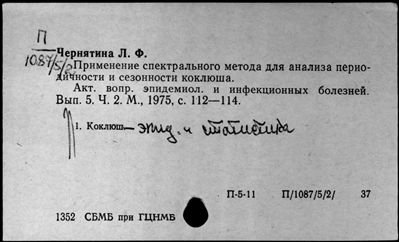 П
1087/5/2
Чернятина Л. Ф.
Применение спектрального метода для анализа перио-
дичности и сезонности коклюша.
Акт. вопр. эпидемиол. и инфекционных болезней.
Вып. 5. Ч. 2. М., 1975, с. 112—114.
1. Коклюш — эпид. и статистика
П-5-11 П/1087/5/2/ 37
1352 СБМБ при ГЦНМБ